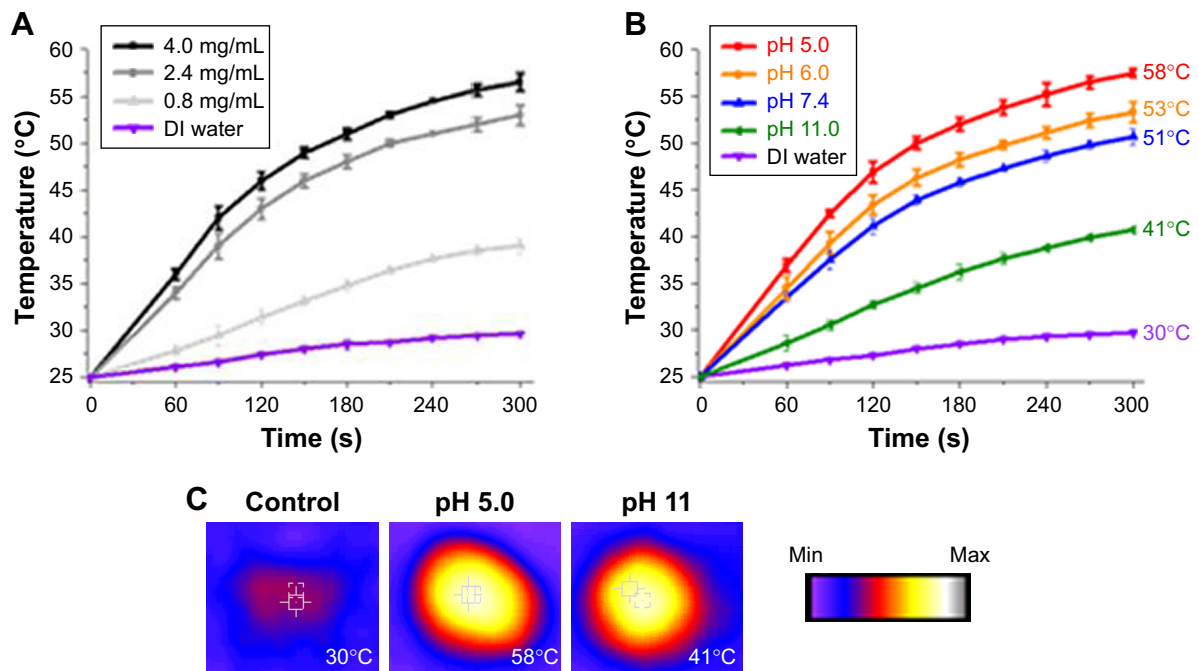 A
4.0 mg/mL
2.4 mg/mL
0.8 mg/mL
DI water
Temperature (°C)
60
55
50
45
40
35
30
25
0
60
120
180
240
300
Time (s)
B
pH 5.0
pH 6.0
pH 7.4
pH 11.0
DI water
Temperature (°C)
60
55
50
45
40
35
30
25
58°C
53°C
51°C
41°C
30°C
0
60
120
180
240
300
Time (s)
C
Control
pH 5.0
pH 11
30°C
58°C
41°C
Min
Max